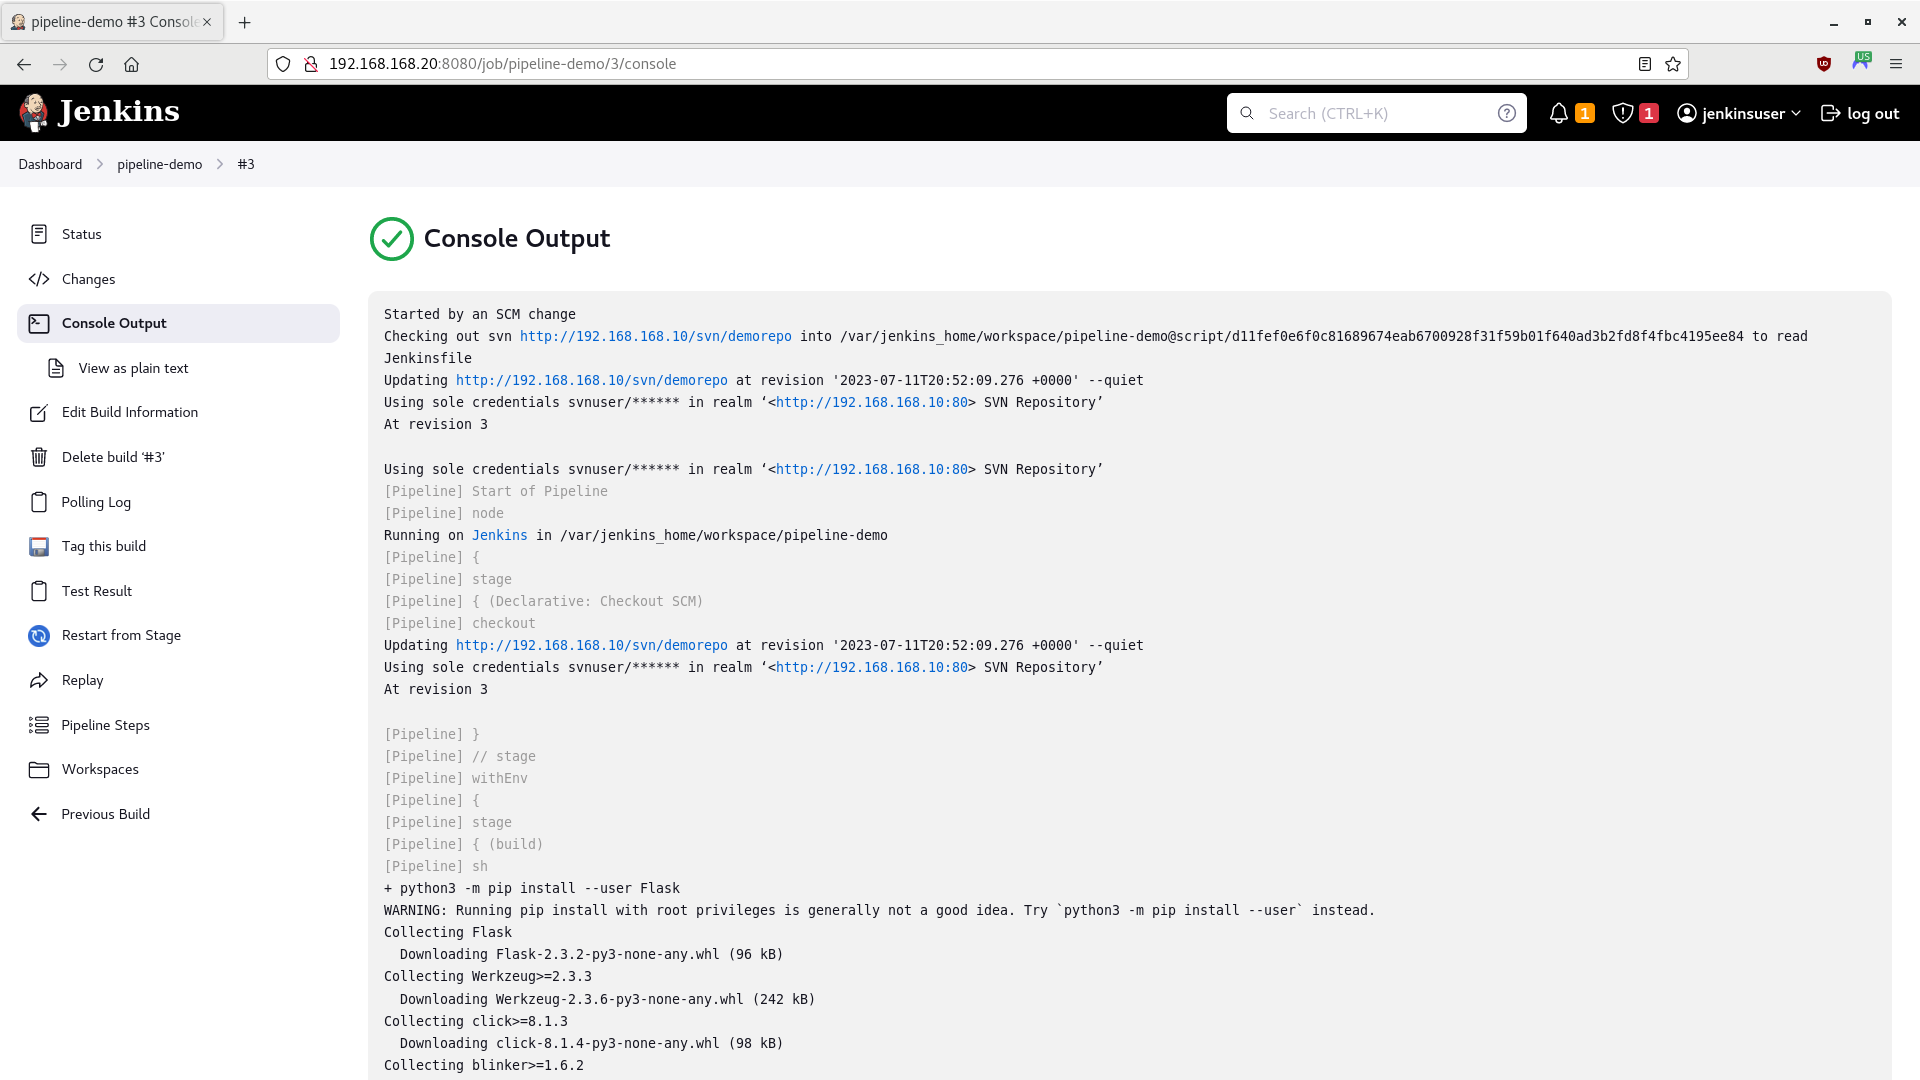 pipeline-demo #3 Console
192.168.168.20:8080/job/pipeline-demo/3/console
US
Jenkins
Search (CTRL+K)
1
1
jenkinsuser
log out
Dashboard
pipeline-demo
#3
Status
Changes
Console Output
View as plain text
Edit Build Information
Delete build ‘#3’
Polling Log
Tag this build
Test Result
Restart from Stage
Replay
Pipeline Steps
Workspaces
Previous Build
Console Output
Started by an SCM change
Checking out svn http://192.168.168.10/svn/demorepo into /var/jenkins_home/workspace/pipeline-demo@script/d11fef0e6f0c81689674eab6700928f31f59b01f640ad3b2fd8f4fbc4195ee84 to read
Jenkinsfile
Updating http://192.168.168.10/svn/demorepo at revision '2023-07-11T20:52:09.276 +0000' --quiet
Using sole credentials svnuser/****** in realm ‘<http://192.168.168.10:80> SVN Repository’
At revision 3
Using sole credentials svnuser/****** in realm ‘<http://192.168.168.10:80> SVN Repository’
[Pipeline] Start of Pipeline
[Pipeline] node
Running on Jenkins in /var/jenkins_home/workspace/pipeline-demo
[Pipeline] {
[Pipeline] stage
[Pipeline] { (Declarative: Checkout SCM)
[Pipeline] checkout
Updating http://192.168.168.10/svn/demorepo at revision '2023-07-11T20:52:09.276 +0000' --quiet
Using sole credentials svnuser/****** in realm ‘<http://192.168.168.10:80> SVN Repository’
At revision 3
[Pipeline] }
[Pipeline] // stage
[Pipeline] withEnv
[Pipeline] {
[Pipeline] stage
[Pipeline] { (build)
[Pipeline] sh
+ python3 -m pip install --user Flask
WARNING: Running pip install with root privileges is generally not a good idea. Try `python3 -m pip install --user` instead.
Collecting Flask
Downloading Flask-2.3.2-py3-none-any.whl (96 kB)
Collecting Werkzeug>=2.3.3
Downloading Werkzeug-2.3.6-py3-none-any.whl (242 kB)
Collecting click>=8.1.3
Downloading click-8.1.4-py3-none-any.whl (98 kB)
Collecting blinker>=1.6.2